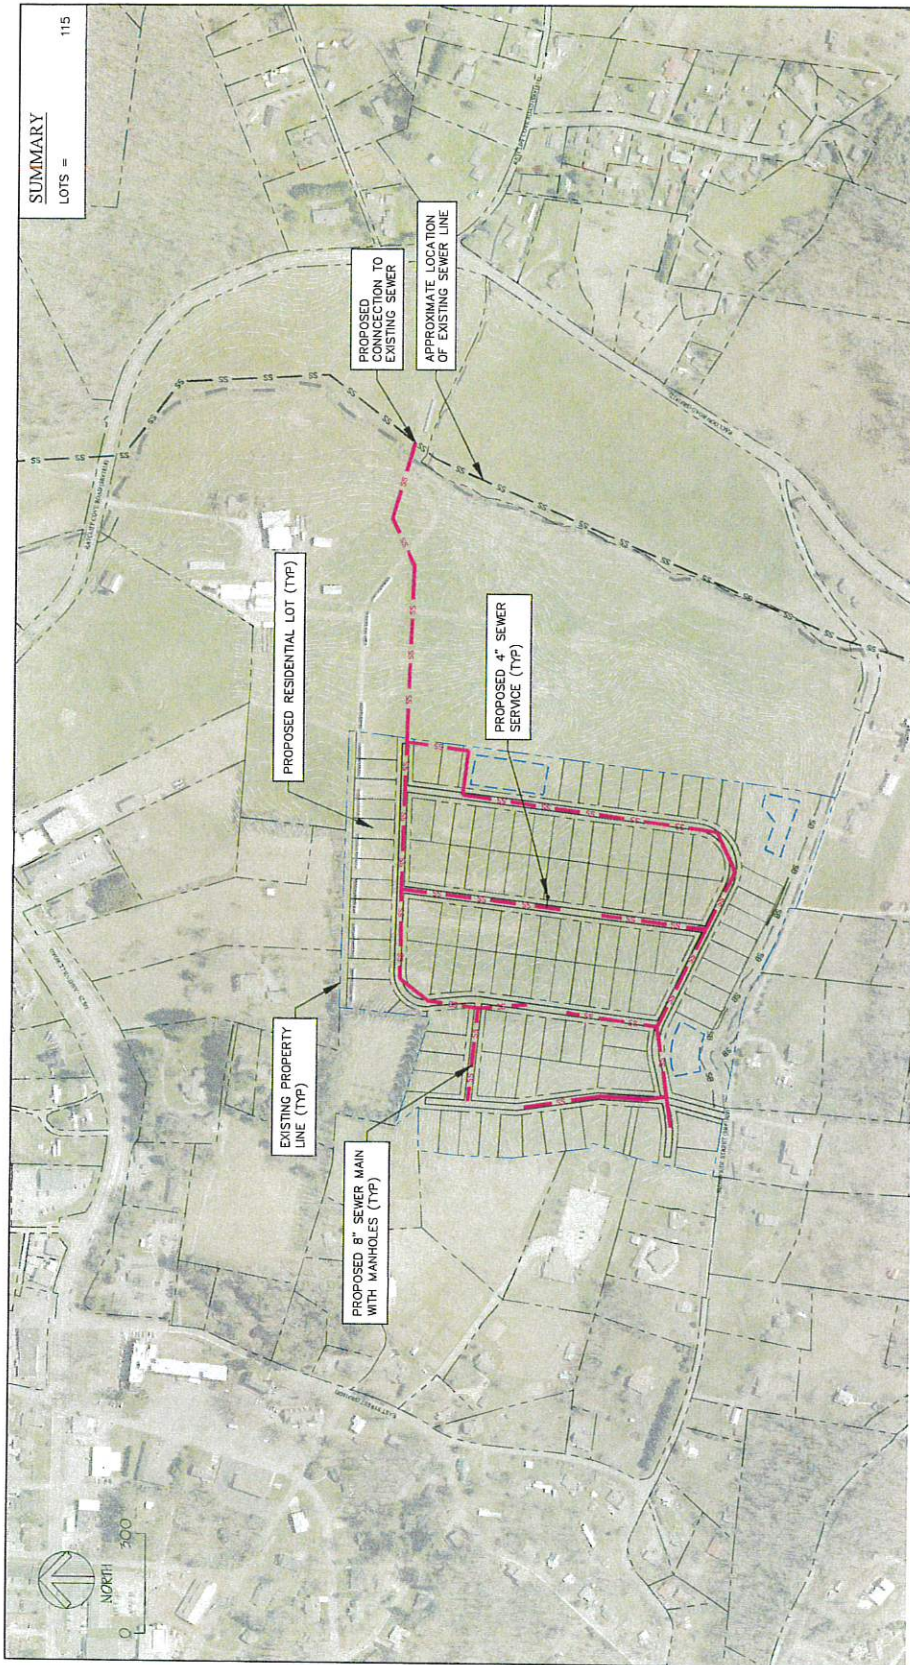 SUMMARY
LOTS = 115
PROPOSED
CONNCECTION TO
EXISTING SEWER
APPROXIMATE LOCATION
OF EXISTING SEWER LINE
PROPOSED RESIDENTIAL LOT (TYP)
PROPOSED 4" SEWER
SERVICE (TYP)
EXISTING PROPERTY
LINE (TYP)
PROPOSED 8" SEWER MAIN
WITH MANHOLES (TYP)
NORTH
0 300